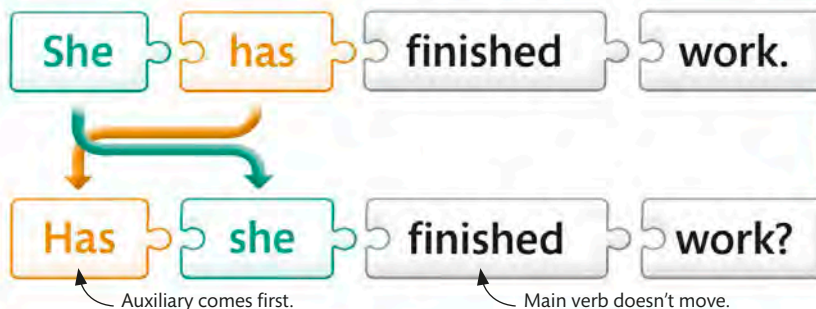 She has finished work.
Has she finished work?
Auxiliary comes first. Main verb doesn't move.